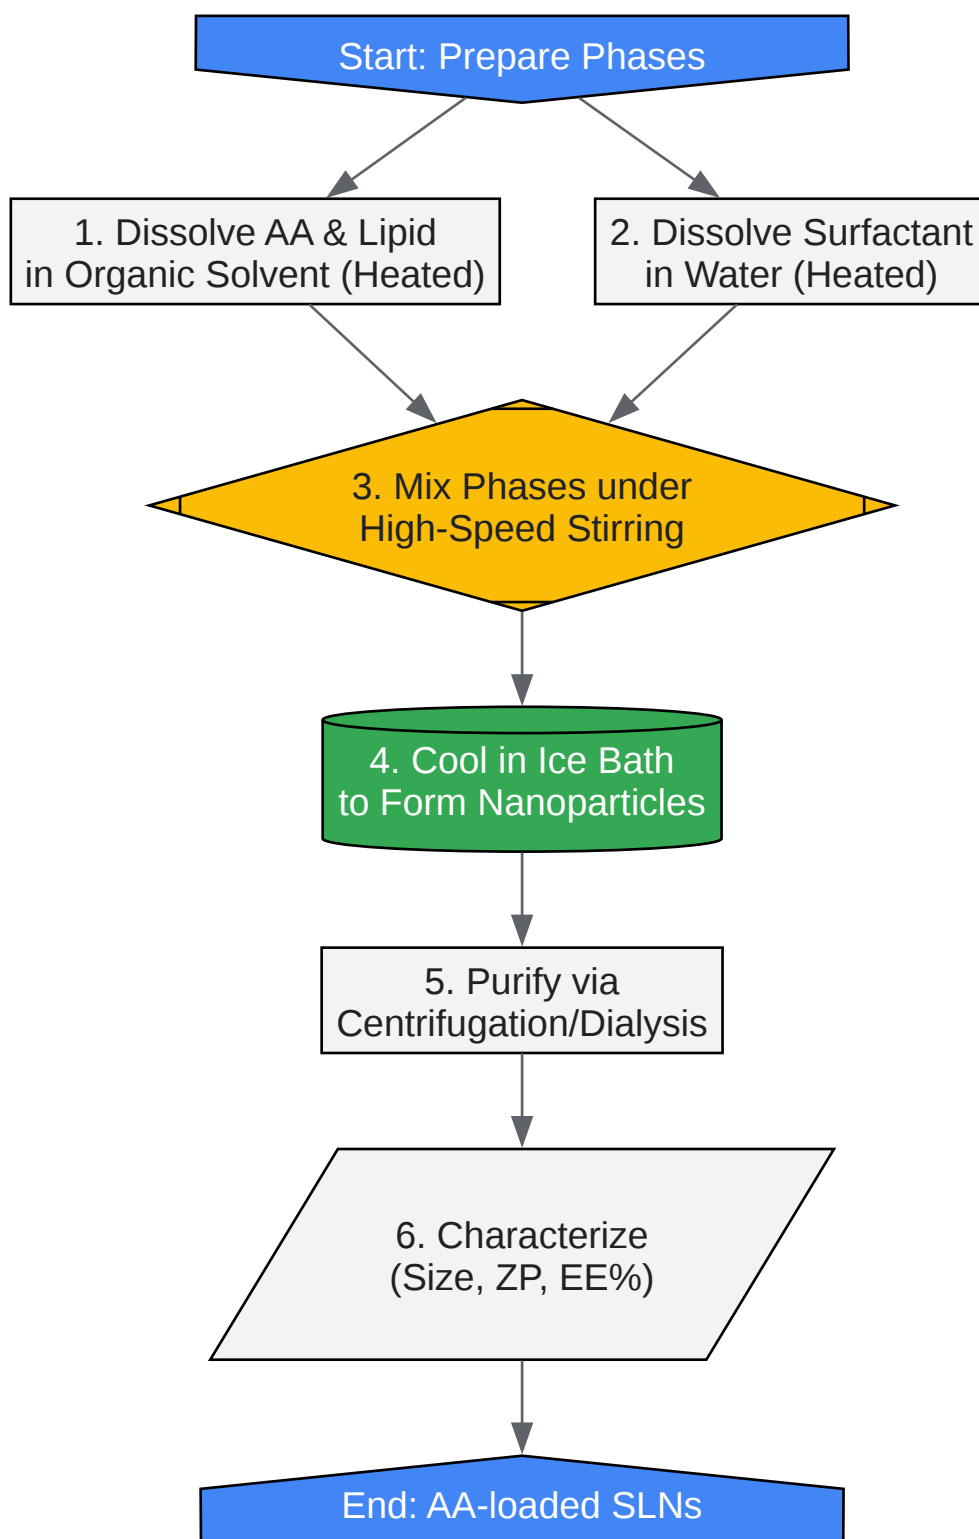 Start: Prepare Phases
1. Dissolve AA & Lipid
in Organic Solvent (Heated)
2. Dissolve Surfactant
in Water (Heated)
3. Mix Phases under
High-Speed Stirring
4. Cool in Ice Bath
to Form Nanoparticles
5. Purify via
Centrifugation/Dialysis
6. Characterize
(Size, ZP, EE%)
End: AA-loaded SLNs